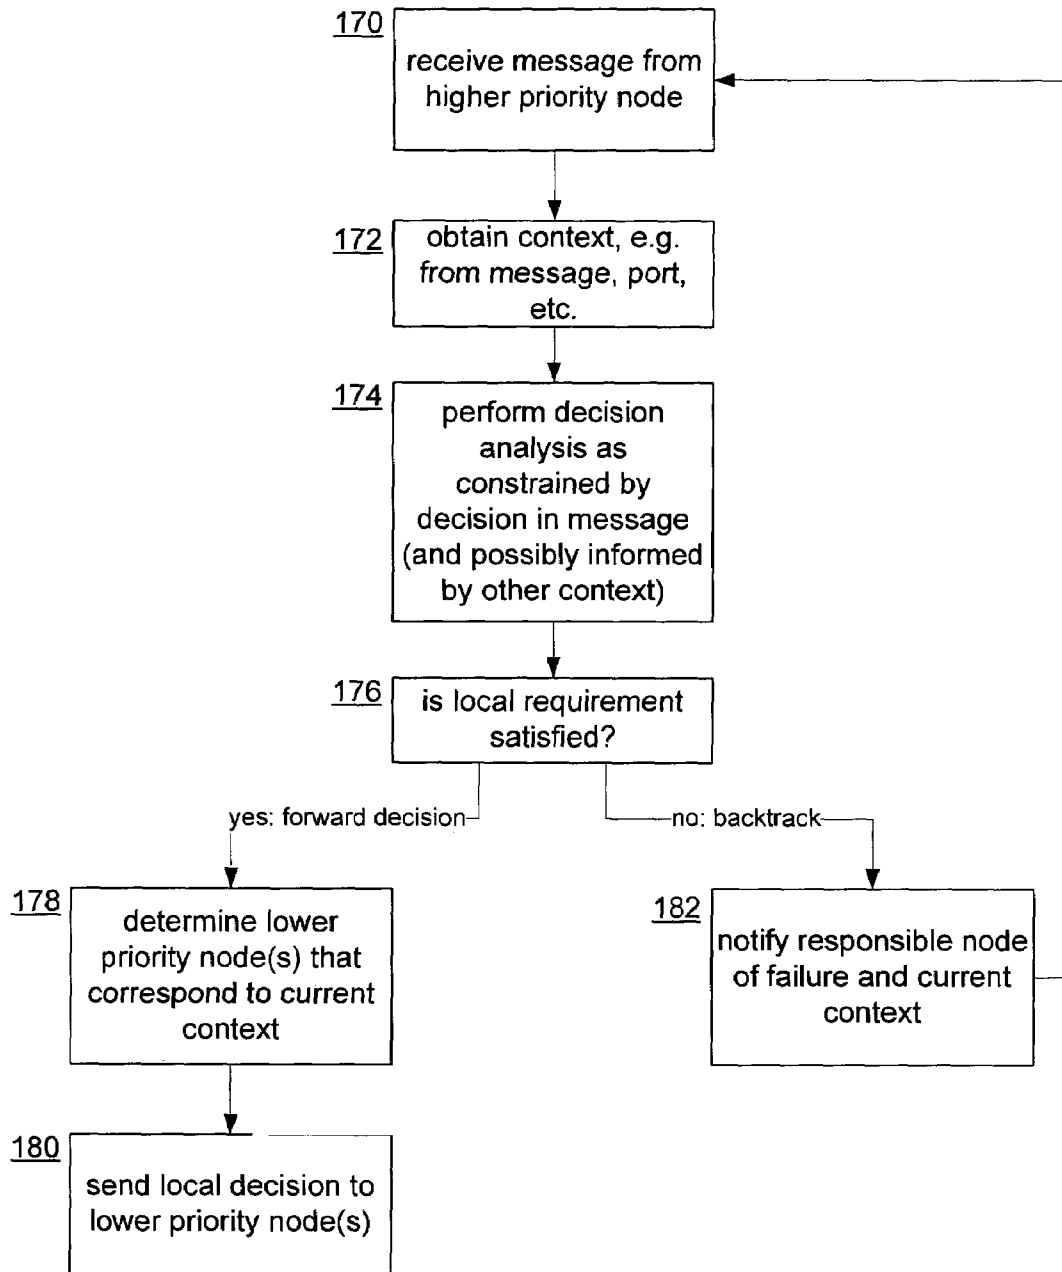 170
receive message from
higher priority node
172
obtain context, e.g.
from message, port,
etc.
174
perform decision
analysis as
constrained by
decision in message
(and possibly informed
by other context)
176
is local requirement
satisfied?
yes: forward decision
no: backtrack
178
determine lower
priority node(s) that
correspond to current
context
182
notify responsible node
of failure and current
context
180
send local decision to
lower priority node(s)